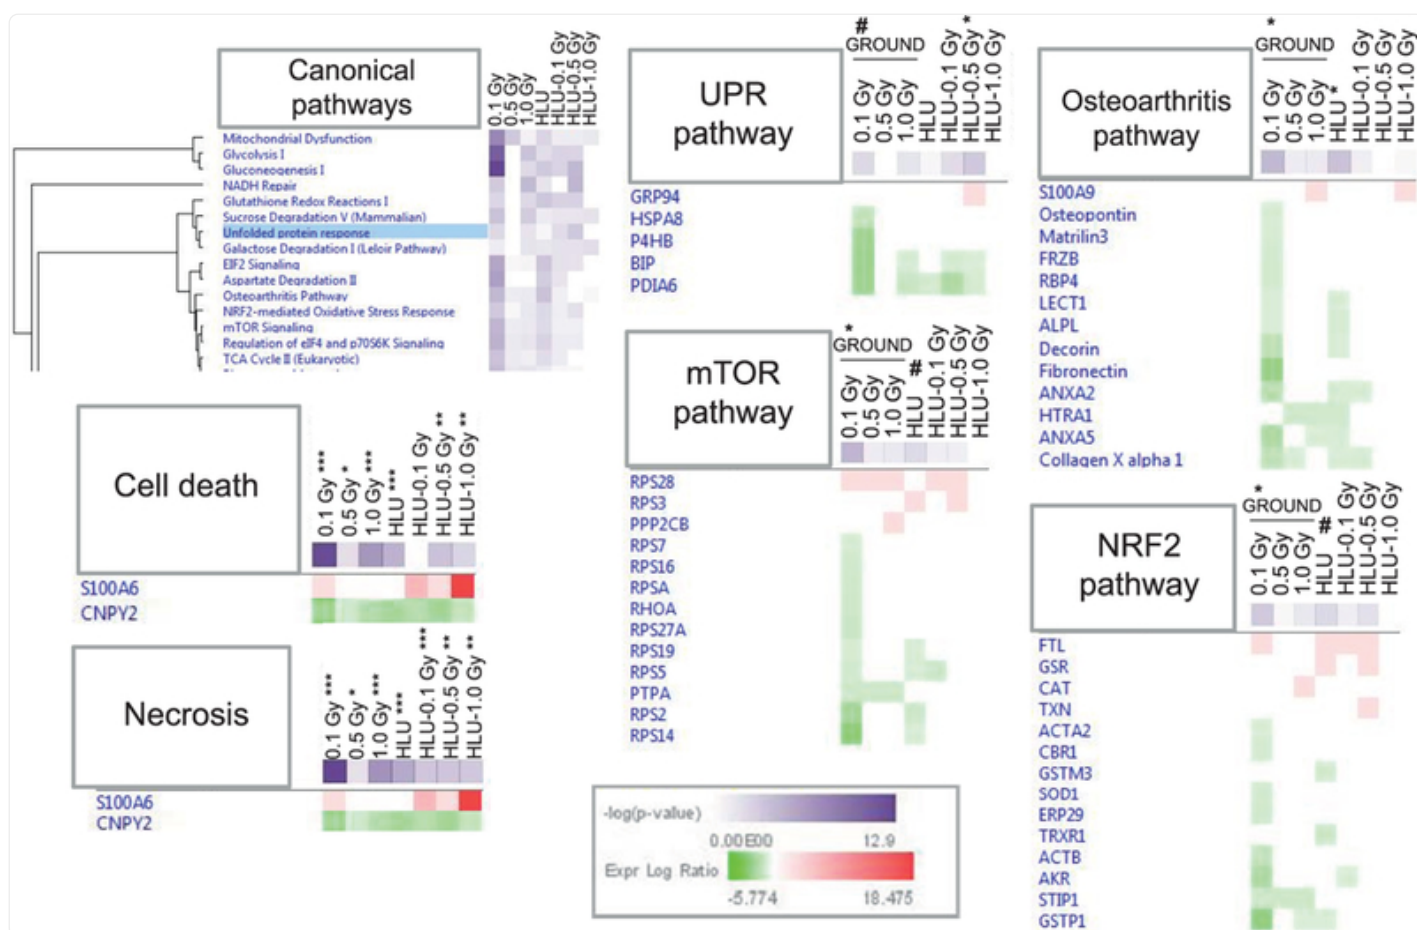 Canonical
pathways
0.1 Gy
0.5 Gy
1.0 Gy
HLU
HLU-0.1 Gy
HLU-0.5 Gy
HLU-1.0 Gy
Mitochondrial Dysfunction
Glycolysis I
Gluconeogenesis I
NADH Repair
Glutathione Redox Reactions I
Sucrose Degradation V (Mammalian)
Unfolded protein response
Galactose Degradation I (Leloir Pathway)
EIF2 Signaling
Aspartate Degradation II
Osteoarthritis Pathway
NRF2-mediated Oxidative Stress Response
mTOR Signaling
Regulation of eIF4 and p70S6K Signaling
TCA Cycle II (Eukaryotic)
Cell death
0.1 Gy ***
0.5 Gy *
1.0 Gy ***
HLU ***
HLU-0.1 Gy
HLU-0.5 Gy **
HLU-1.0 Gy **
S100A6
CNPY2
Necrosis
0.1 Gy ***
0.5 Gy *
1.0 Gy ***
HLU ***
HLU-0.1 Gy ***
HLU-0.5 Gy **
HLU-1.0 Gy **
S100A6
CNPY2
UPR
pathway
#
GROUND
0.1 Gy
0.5 Gy
1.0 Gy
HLU
HLU-0.1 Gy
HLU-0.5 Gy *
HLU-1.0 Gy
GRP94
HSPA8
P4HB
BIP
PDIA6
mTOR
pathway
*
GROUND
0.1 Gy
0.5 Gy
1.0 Gy
HLU #
HLU-0.1 Gy
HLU-0.5 Gy
HLU-1.0 Gy
RPS28
RPS3
PPP2CB
RPS7
RPS16
RPSA
RHOA
RPS27A
RPS19
RPS5
PTPA
RPS2
RPS14
-log(p-value)
0.00E00 12.9
Expr Log Ratio
-5.774 18.475
Osteoarthritis
pathway
*
GROUND
0.1 Gy
0.5 Gy
1.0 Gy
HLU*
HLU-0.1 Gy
HLU-0.5 Gy
HLU-1.0 Gy
S100A9
Osteopontin
Matrilin3
FRZB
RBP4
LECT1
ALPL
Decorin
Fibronectin
ANXA2
HTRA1
ANXA5
Collagen X alpha 1
NRF2
pathway
*
GROUND
0.1 Gy
0.5 Gy
1.0 Gy
HLU #
HLU-0.1 Gy
HLU-0.5 Gy
HLU-1.0 Gy
FTL
GSR
CAT
TXN
ACTA2
CBR1
GSTM3
SOD1
ERP29
TRXR1
ACTB
AKR
STIP1
GSTP1